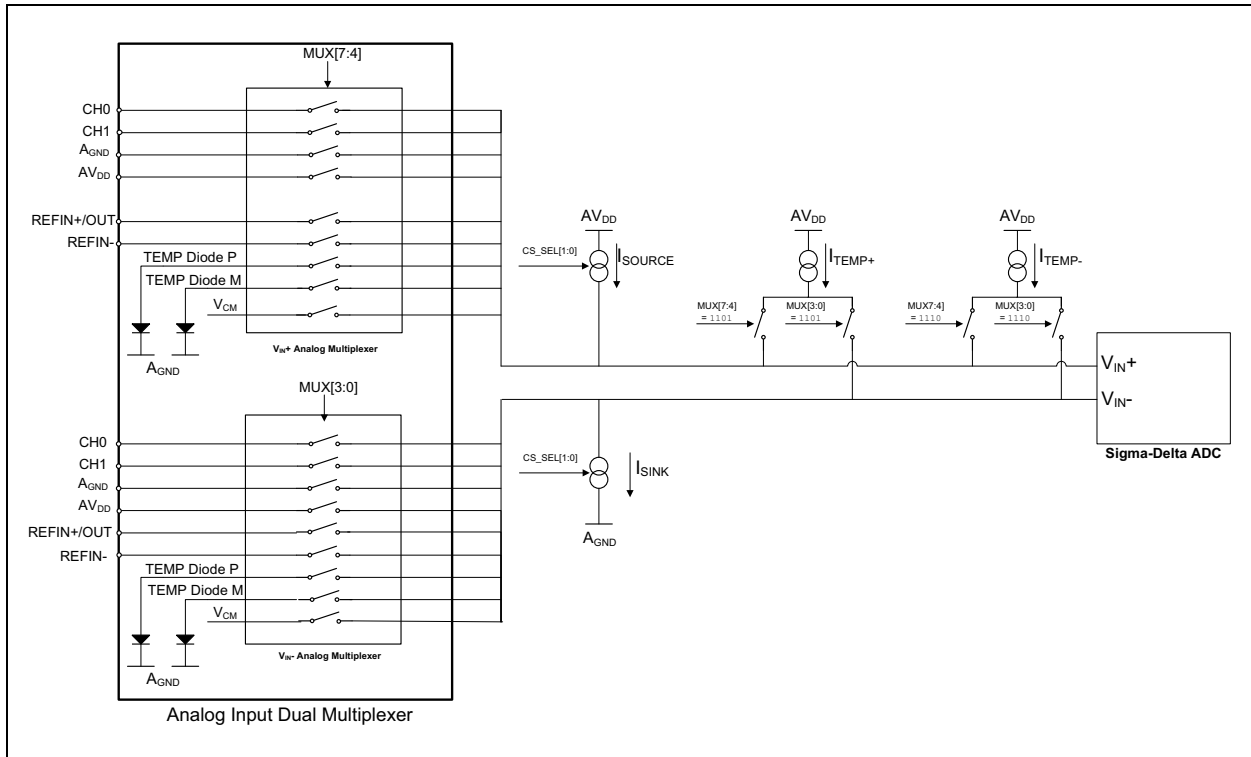 MUX[7:4]
CH0
CH1
AGND
AVDD
REFIN+/OUT
REFIN-
TEMP Diode P
TEMP Diode M
VCM
AGND
VIN+ Analog Multiplexer
MUX[3:0]
CH0
CH1
AGND
AVDD
REFIN+/OUT
REFIN-
TEMP Diode P
TEMP Diode M
VCM
AGND
VIN- Analog Multiplexer
Analog Input Dual Multiplexer
AVDD
CS_SEL[1:0]
ISOURCE
AVDD
ITEMP+
MUX[7:4]
= 1101
MUX[3:0]
= 1101
AVDD
ITEMP-
MUX7:4]
= 1110
MUX[3:0]
= 1110
CS_SEL[1:0]
ISINK
AGND
VIN+
VIN-
Sigma-Delta ADC